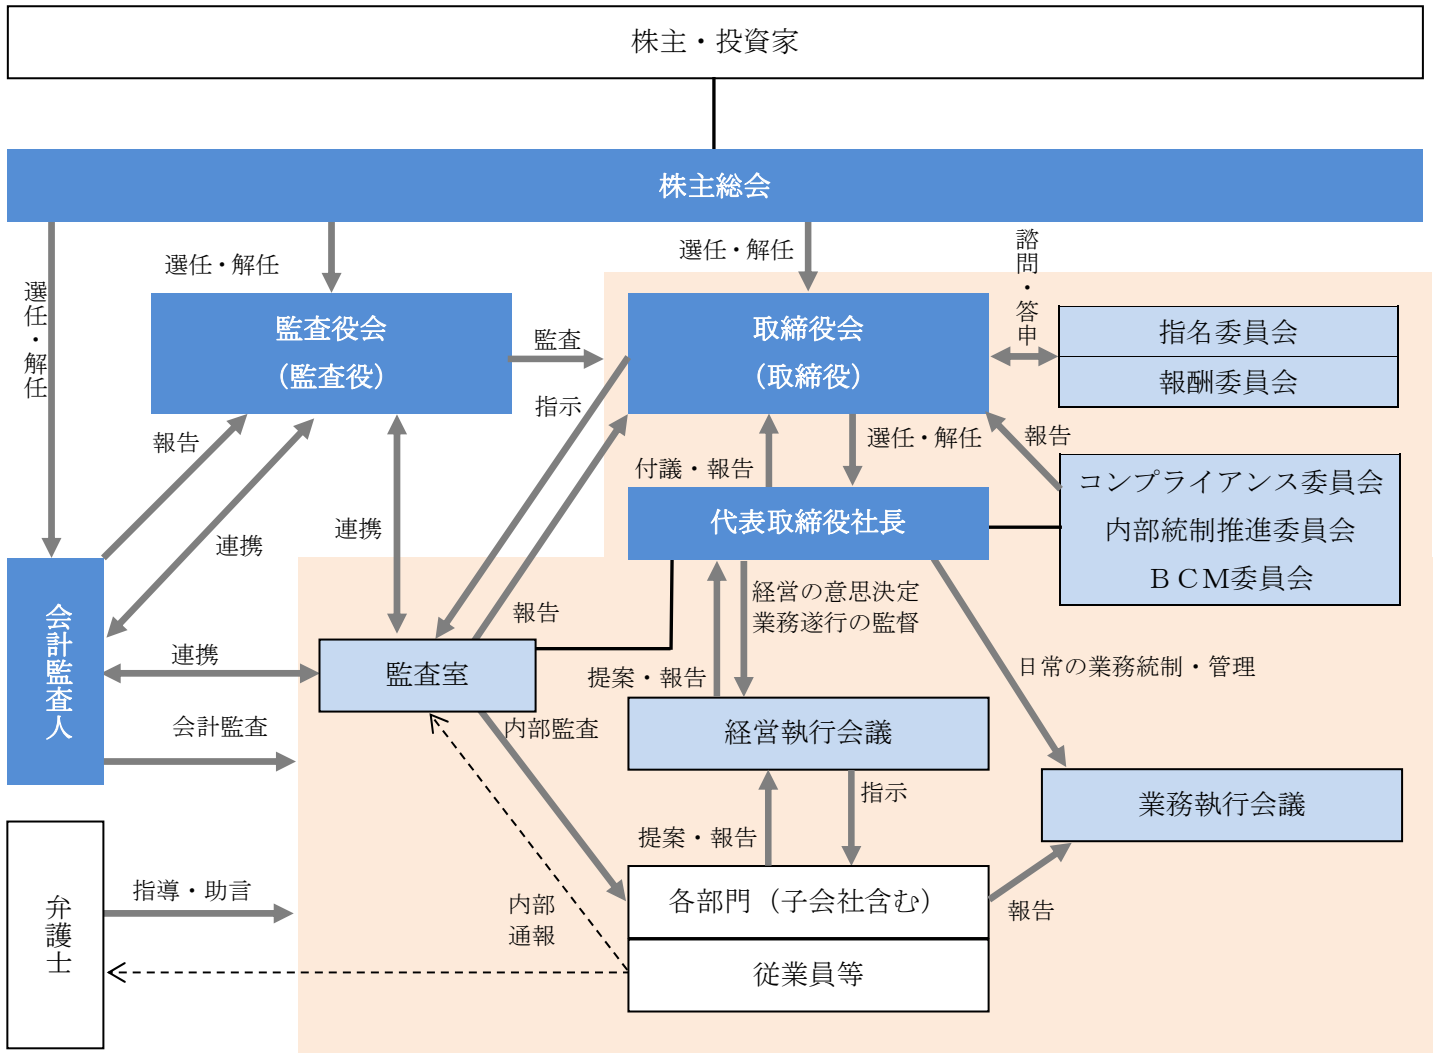 株主・投資家
株主総会
選任・解任
選任・解任
選任・解任
諮問・答申
監査役会
（監査役）
監査
取締役会
（取締役）
指名委員会
報酬委員会
指示
報告
連携
連携
付議・報告
選任・解任
報告
代表取締役社長
コンプライアンス委員会
内部統制推進委員会
ＢＣＭ委員会
会計監査人
報告
経営の意思決定
業務遂行の監督
連携
監査室
提案・報告
日常の業務統制・管理
会計監査
内部監査
経営執行会議
指示
業務執行会議
提案・報告
弁護士
指導・助言
内部
通報
各部門（子会社含む）
報告
従業員等